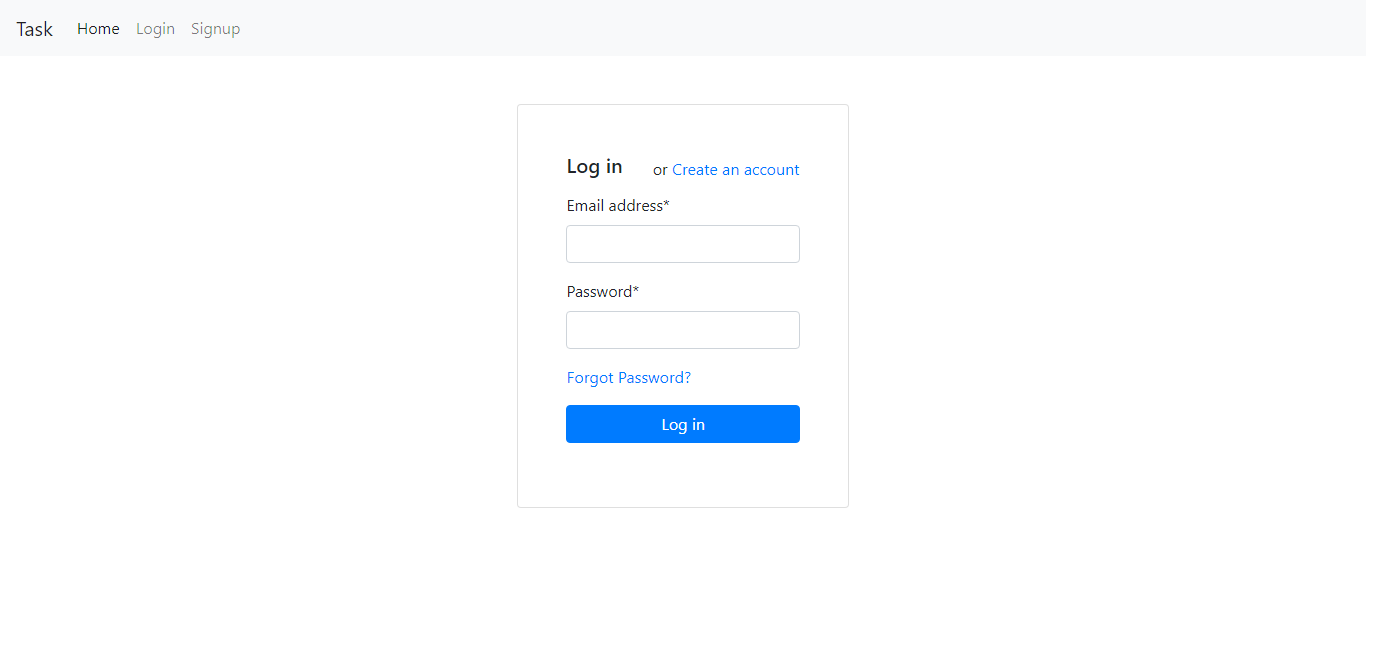 Task Home Login Signup
Log in or Create an account
Email address*
Password*
Forgot Password?
Log in